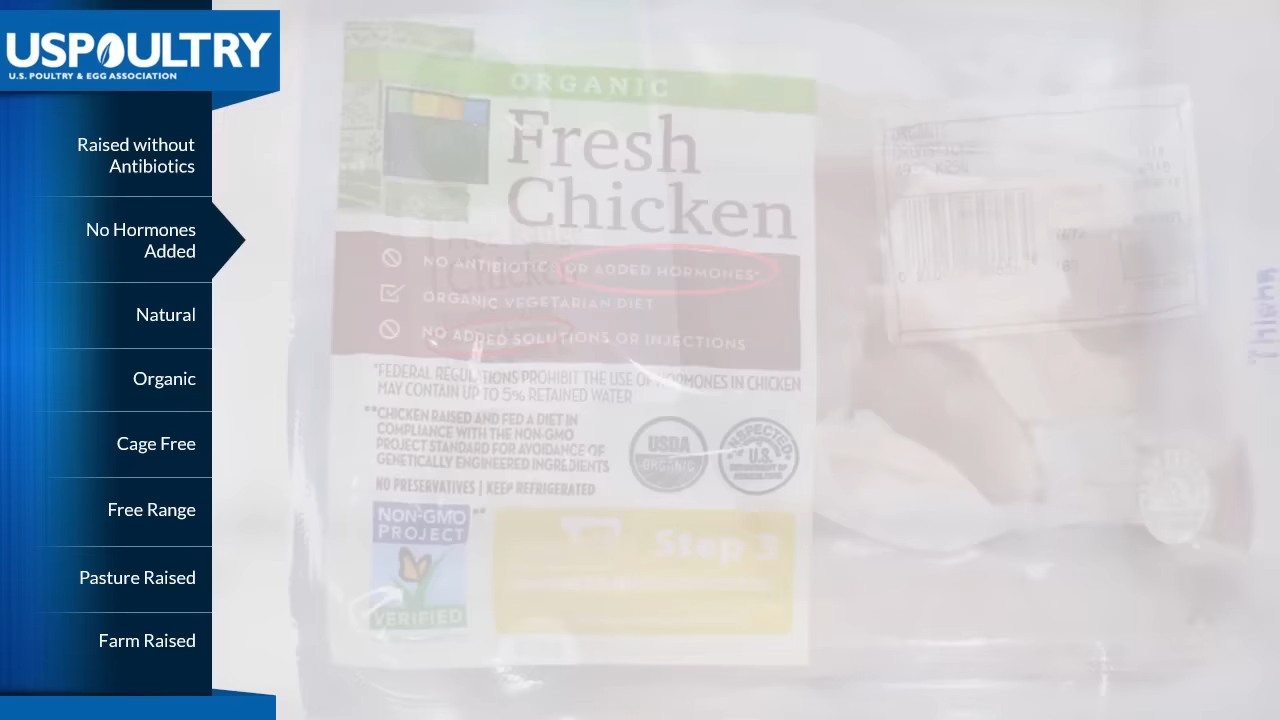 USPOULTRY
U.S. POULTRY & EGG ASSOCIATION
Raised without
Antibiotics
No Hormones
Added
Natural
Organic
Cage Free
Free Range
Pasture Raised
Farm Raised
ORGANIC
Fresh
Chicken
NO ANTIBIOTICS OR ADDED HORMONES*
ORGANIC VEGETARIAN DIET
NO ADDED SOLUTIONS OR INJECTIONS
*FEDERAL REGULATIONS PROHIBIT THE USE OF HORMONES IN CHICKEN
MAY CONTAIN UP TO 5% RETAINED WATER
**CHICKEN RAISED AND FED A DIET IN
COMPLIANCE WITH THE NON-GMO
PROJECT STANDARD FOR AVOIDANCE OF
GENETICALLY ENGINEERED INGREDIENTS
NO PRESERVATIVES | KEEP REFRIGERATED
USDA
ORGANIC
INSPECTED
U.S.
DEPARTMENT OF
AGRICULTURE
NON-GMO**
PROJECT
VERIFIED
Step 3